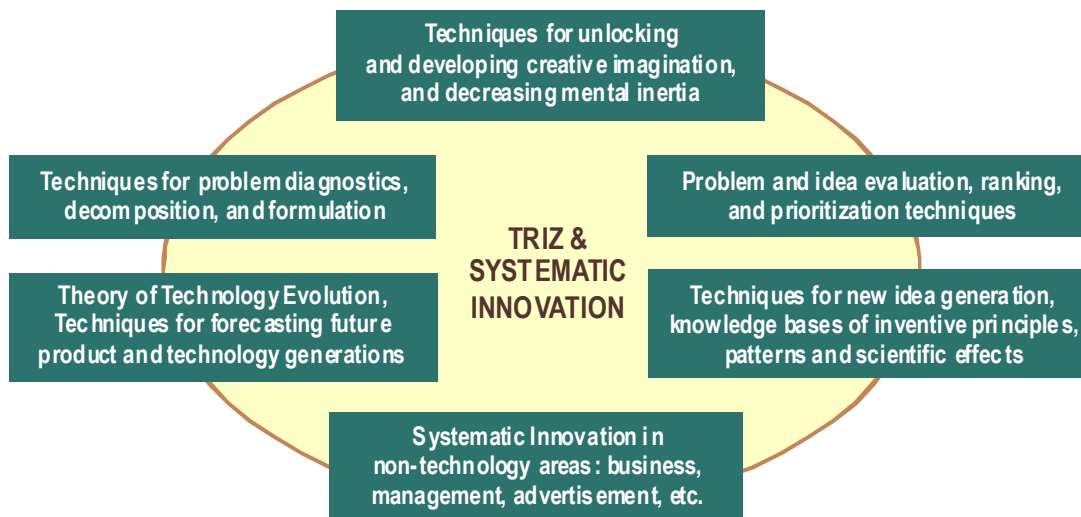 Techniques for unlocking
and developing creative imagination,
and decreasing mental inertia
Techniques for problem diagnostics,
decomposition, and formulation
Problem and idea evaluation, ranking,
and prioritization techniques
TRIZ &
SYSTEMATIC
INNOVATION
Theory of Technology Evolution,
Techniques for forecasting future
product and technology generations
Techniques for new idea generation,
knowledge bases of inventive principles,
patterns and scientific effects
Systematic Innovation in
non-technology areas: business,
management, advertisement, etc.